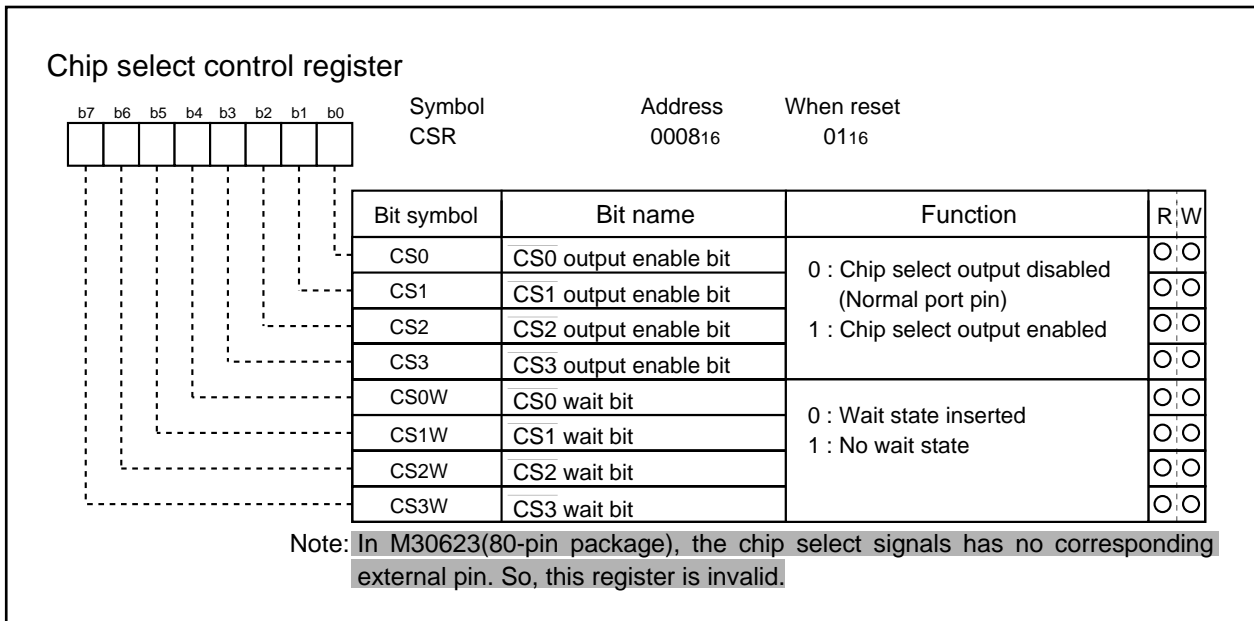 Chip select control register
b7 b6 b5 b4 b3 b2 b1 b0
Symbol Address When reset
CSR 000816 0116
Bit symbol Bit name Function R W
CS0 CS0 output enable bit
CS1 CS1 output enable bit
CS2 CS2 output enable bit
CS3 CS3 output enable bit
0 : Chip select output disabled
(Normal port pin)
1 : Chip select output enabled
CS0W CS0 wait bit
CS1W CS1 wait bit
CS2W CS2 wait bit
CS3W CS3 wait bit
0 : Wait state inserted
1 : No wait state
Note: In M30623(80-pin package), the chip select signals has no corresponding
external pin. So, this register is invalid.